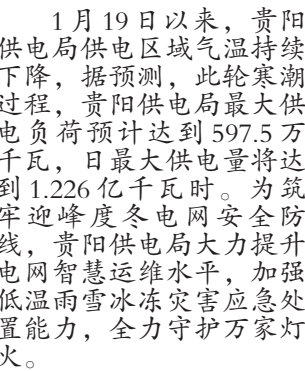 1月19日以来，贵阳
供电局供电区域气温持续
下降，据预测，此轮寒潮
过程，贵阳供电局最大供
电负荷预计达到597.5万
千瓦，日最大供电量将达
到1.226亿千瓦时。为筑
牢迎峰度冬电网安全防
线，贵阳供电局大力提升
电网智慧运维水平，加强
低温雨雪冰冻灾害应急处
置能力，全力守护万家灯
火。